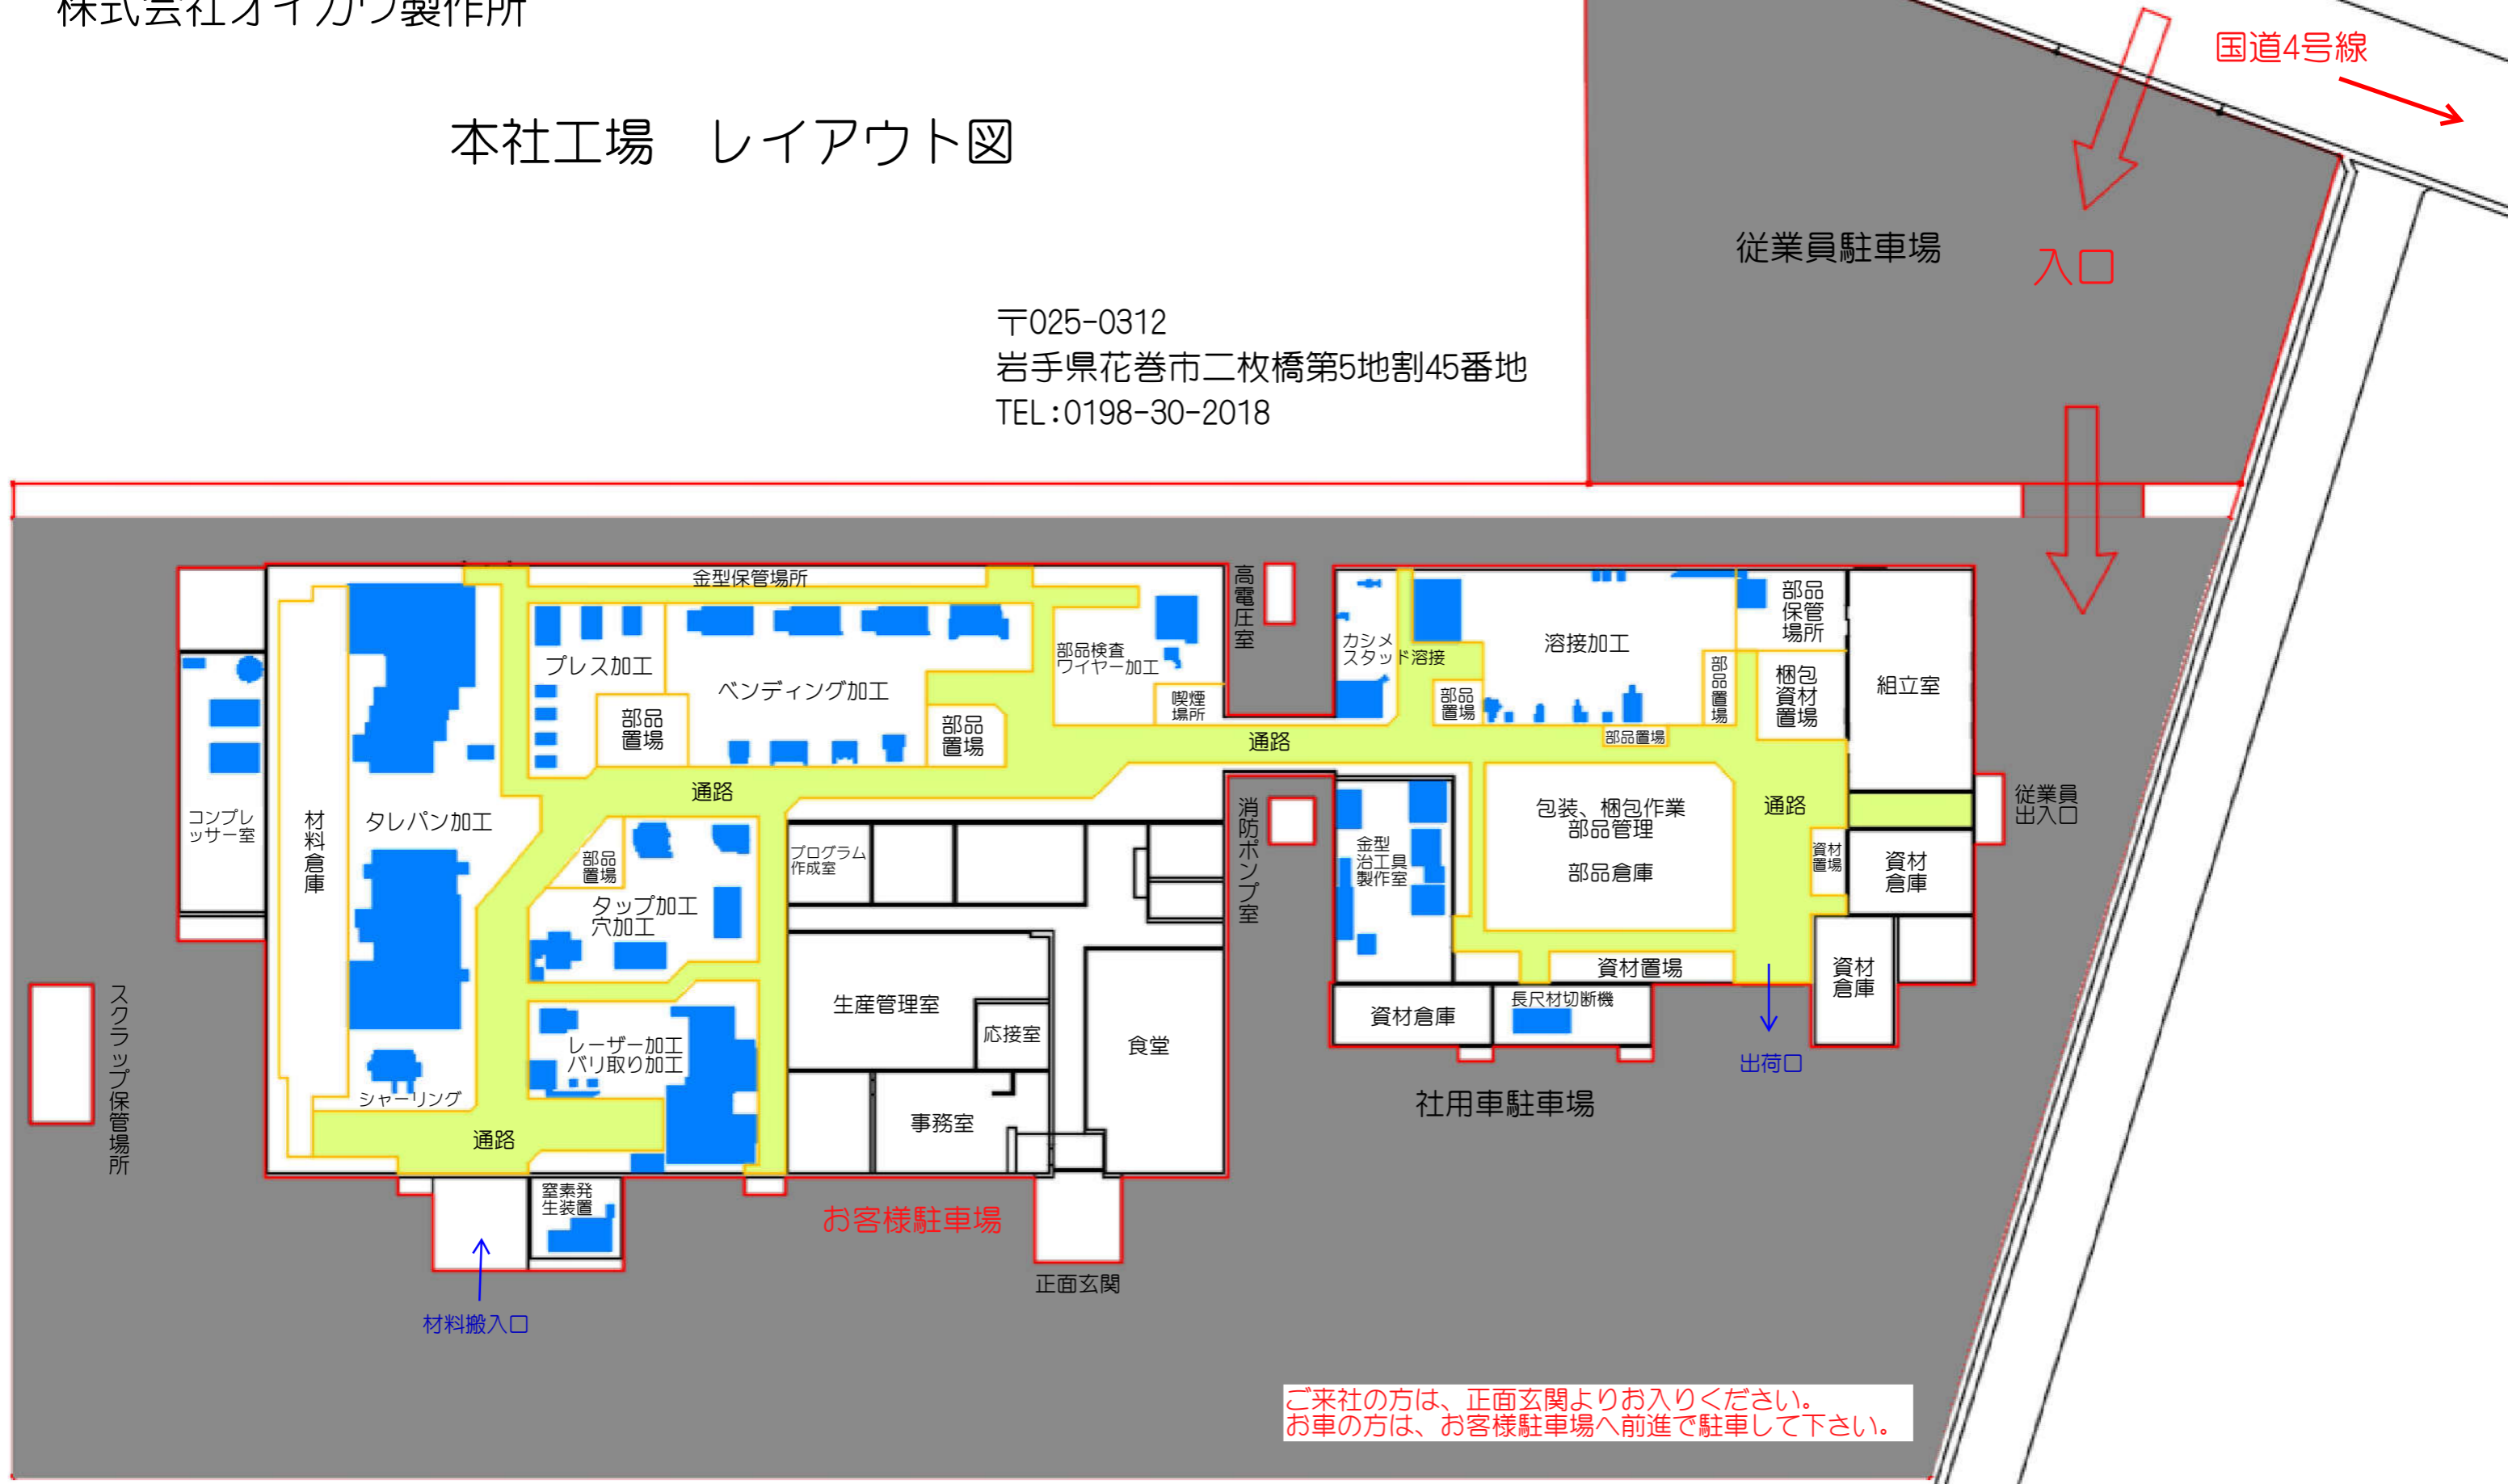 株式会社オイカワ製作所
本社工場　レイアウト図
国道4号線
従業員駐車場
入口
〒025-0312
岩手県花巻市二枚橋第5地割45番地
TEL:0198-30-2018
金型保管場所
高電圧室
部品
保管
場所
プレス加工
ベンディング加工
部品検査
ワイヤー加工
喫煙
場所
カシメ
スタッド溶接
溶接加工
部品置場
梱包
資材
置場
組立室
部品
置場
部品
置場
部品
置場
部品置場
通路
通路
コンプレ
ッサー室
材料倉庫
タレパン加工
部品
置場
プログラム
作成室
消防ポンプ室
金型
治工具
製作室
包装、梱包作業
部品管理
部品倉庫
通路
従業員
出入口
資材
置場
資材
倉庫
タップ加工
穴加工
資材置場
資材
倉庫
スクラップ保管場所
生産管理室
応接室
食堂
資材倉庫
長尺材切断機
レーザー加工
バリ取り加工
出荷口
シャーリング
事務室
社用車駐車場
通路
窒素発
生装置
お客様駐車場
正面玄関
材料搬入口
ご来社の方は、正面玄関よりお入りください。
お車の方は、お客様駐車場へ前進で駐車して下さい。